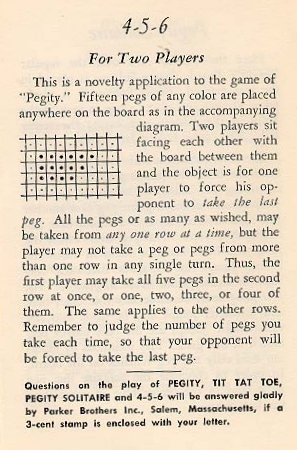 4-5-6
For Two Players
This is a novelty application to the game of
"Pegity." Fifteen pegs of any color are placed
anywhere on the board as in the accompanying
diagram. Two players sit
facing each other with
the board between them
and the object is for one
player to force his op-
ponent to take the last
peg. All the pegs or as many as wished, may
be taken from any one row at a time, but the
player may not take a peg or pegs from more
than one row in any single turn. Thus, the
first player may take all five pegs in the second
row at once, or one, two, three, or four of
them. The same applies to the other rows.
Remember to judge the number of pegs you
take each time, so that your opponent will
be forced to take the last peg.
Questions on the play of PEGITY, TIT TAT TOE,
PEGITY SOLITAIRE and 4-5-6 will be answered gladly
by Parker Brothers Inc., Salem, Massachusetts, if a
3-cent stamp is enclosed with your letter.